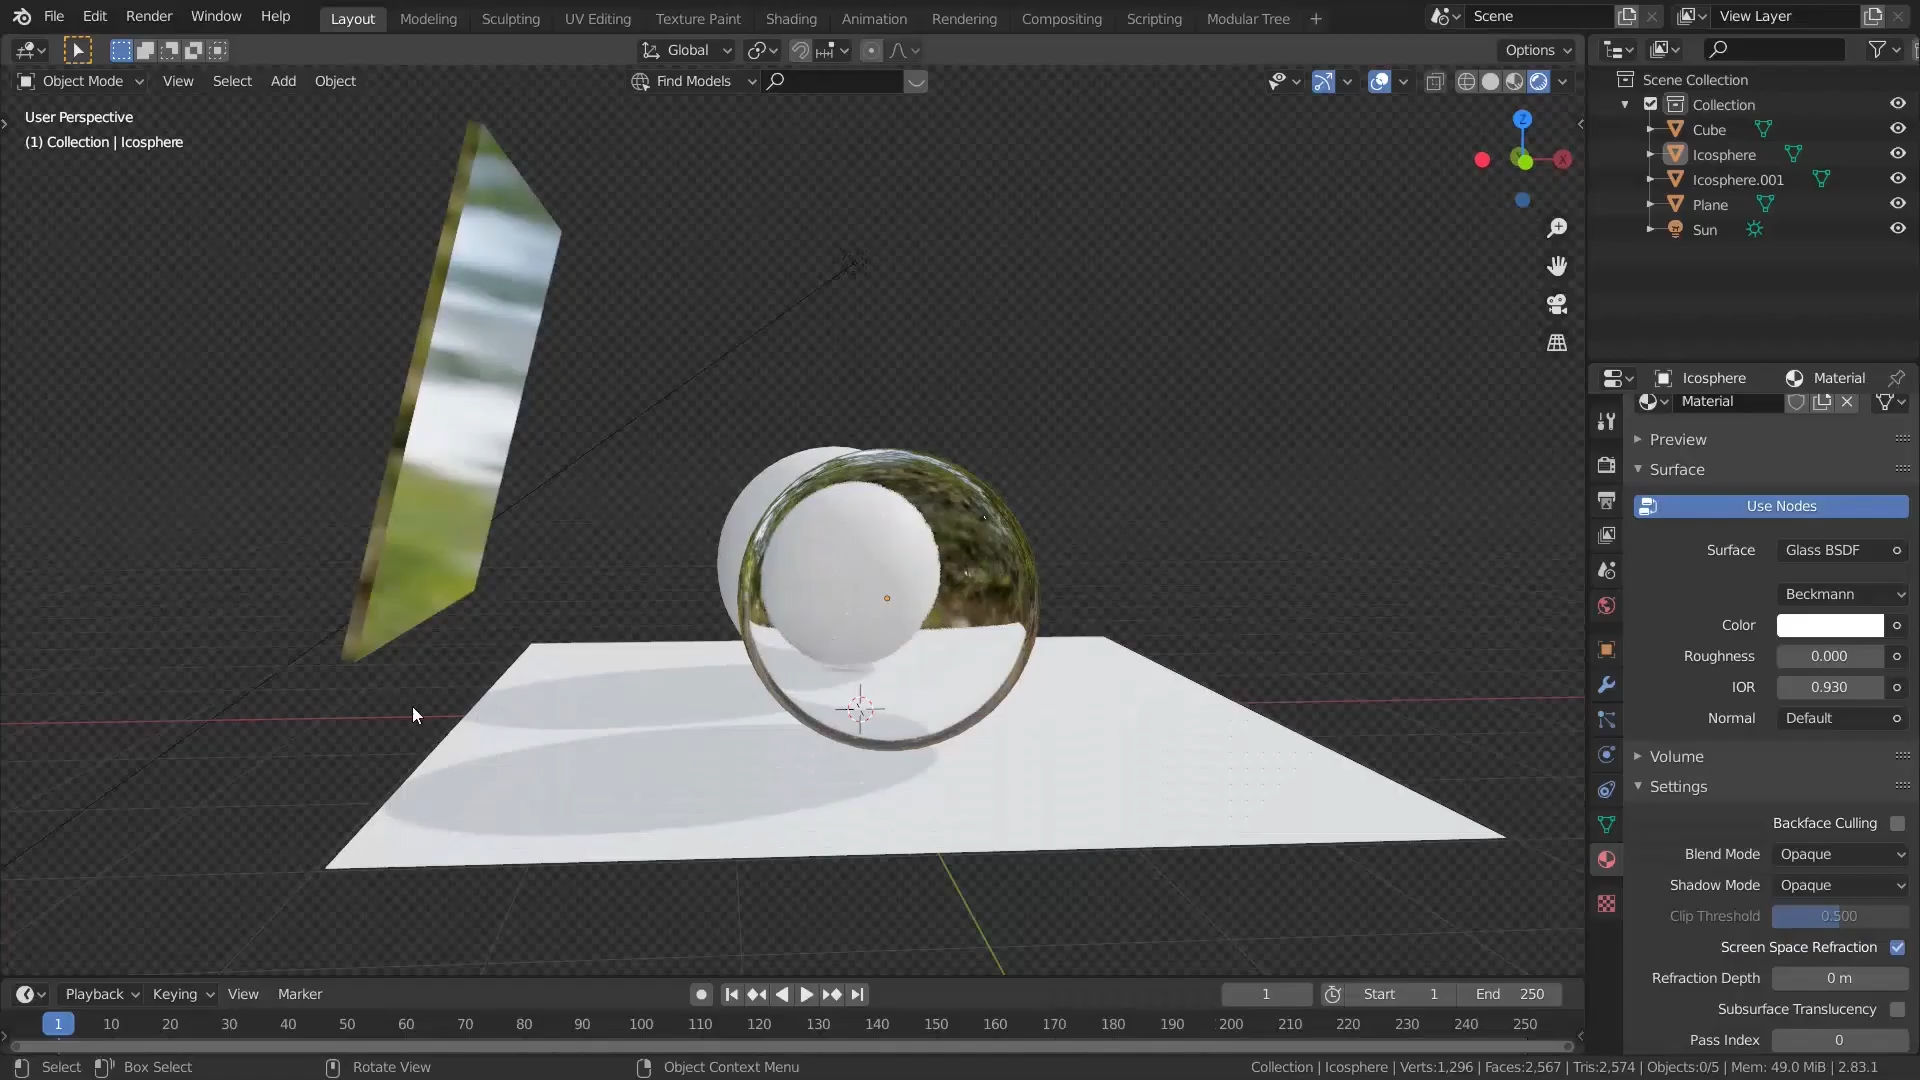 File Edit Render Window Help Layout Modeling Sculpting UV Editing Texture Paint Shading Animation Rendering Compositing Scripting Modular Tree + Scene View Layer
Global Options
Object Mode View Select Add Object Find Models
User Perspective
(1) Collection | Icosphere
Z
X
Scene Collection
Collection
Cube
Icosphere
Icosphere.001
Plane
Sun
Icosphere Material
Material
Preview
Surface
Use Nodes
Surface Glass BSDF
Beckmann
Color
Roughness 0.000
IOR 0.930
Normal Default
Volume
Settings
Backface Culling
Blend Mode Opaque
Shadow Mode Opaque
Clip Threshold 0.500
Screen Space Refraction
Refraction Depth 0 m
Subsurface Translucency
Pass Index 0
Playback Keying View Marker 1 Start 1 End 250
1 10 20 30 40 50 60 70 80 90 100 110 120 130 140 150 160 170 180 190 200 210 220 230 240 250
Select Box Select Rotate View Object Context Menu Collection | Icosphere | Verts:1,296 | Faces:2,567 | Tris:2,574 | Objects:0/5 | Mem: 49.0 MiB | 2.83.1